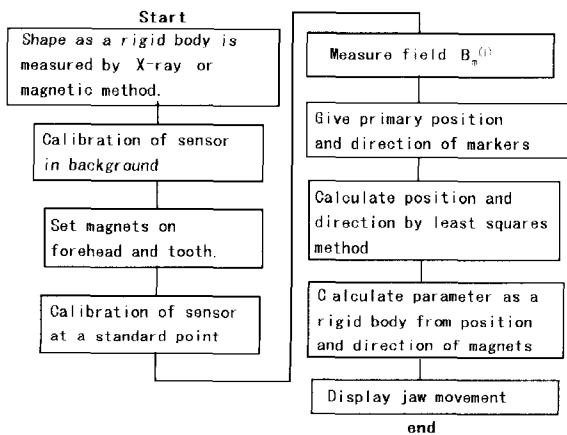 Start
Shape as a rigid body is
measured by X-ray or
magnetic method.
Calibration of sensor
in background
Set magnets on
forehead and tooth.
Calibration of sensor
at a standard point
Measure field Bₘ⁽ⁱ⁾
Give primary position
and direction of markers
Calculate position and
direction by least squares
method
Calculate parameter as a
rigid body from position
and direction of magnets
Display jaw movement
end